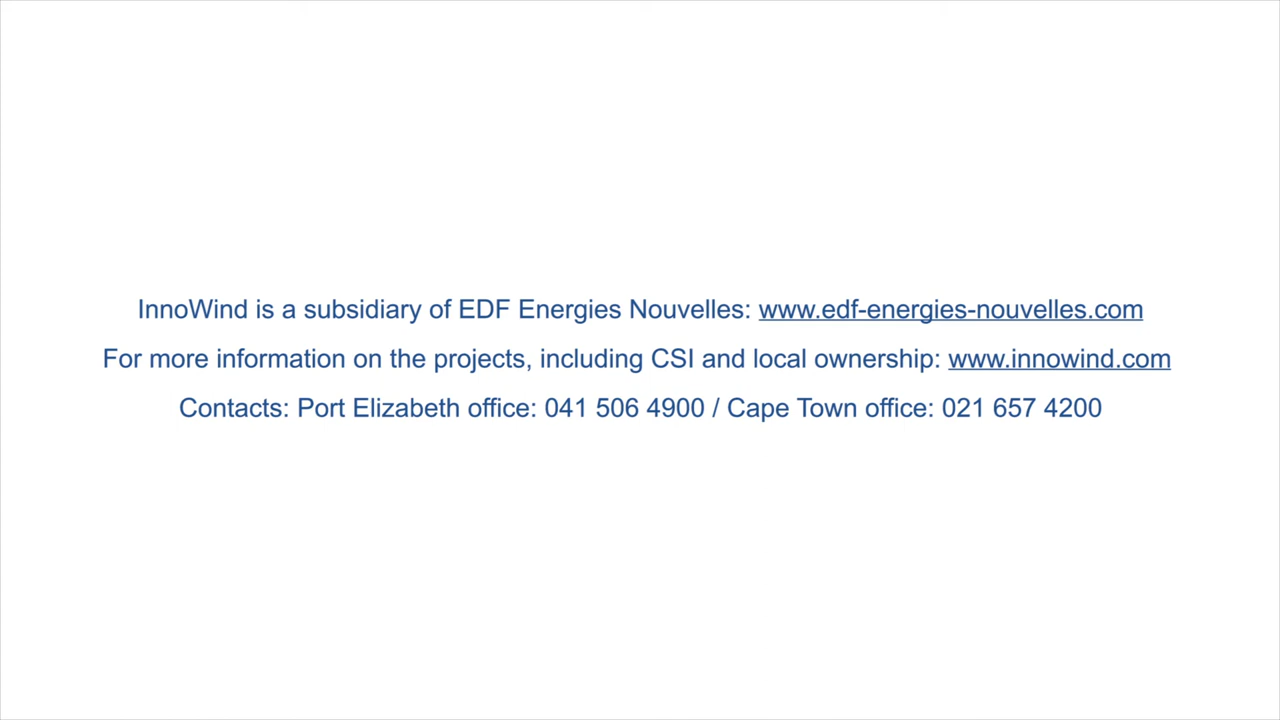 InnoWind is a subsidiary of EDF Energies Nouvelles: www.edf-energies-nouvelles.com
For more information on the projects, including CSI and local ownership: www.innowind.com
Contacts: Port Elizabeth office: 041 506 4900 / Cape Town office: 021 657 4200